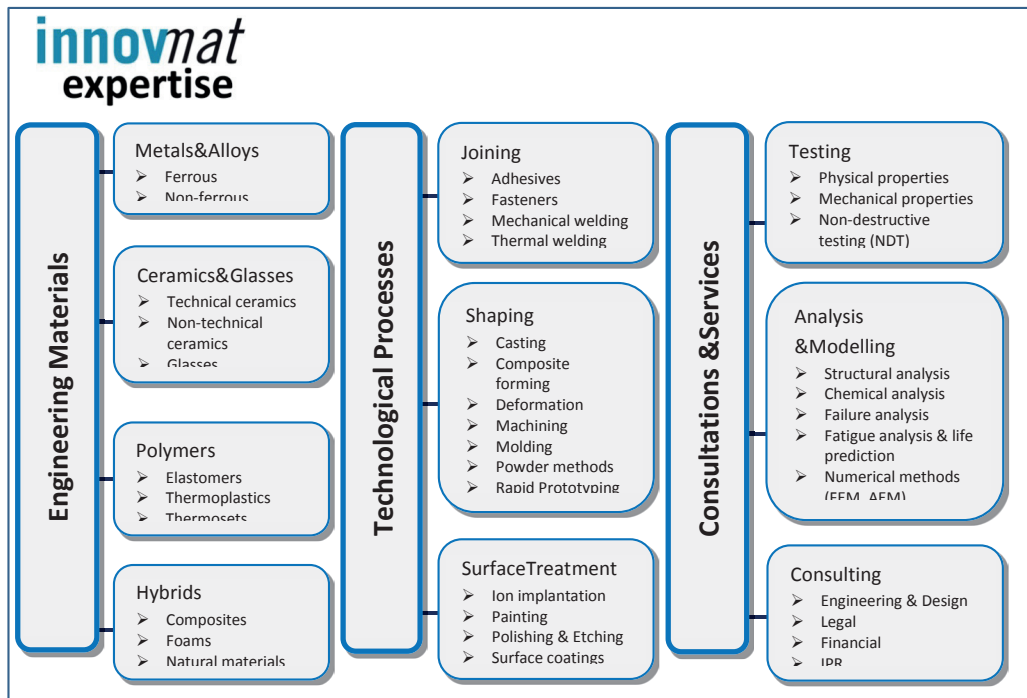 innovmat
expertise
Engineering Materials
Metals&Alloys
➢ Ferrous
➢ Non-ferrous
Ceramics&Glasses
➢ Technical ceramics
➢ Non-technical
ceramics
➢ Glasses
Polymers
➢ Elastomers
➢ Thermoplastics
➢ Thermosets
Hybrids
➢ Composites
➢ Foams
➢ Natural materials
Technological Processes
Joining
➢ Adhesives
➢ Fasteners
➢ Mechanical welding
➢ Thermal welding
Shaping
➢ Casting
➢ Composite
forming
➢ Deformation
➢ Machining
➢ Molding
➢ Powder methods
➢ Rapid Prototyping
SurfaceTreatment
➢ Ion implantation
➢ Painting
➢ Polishing & Etching
➢ Surface coatings
Consultations &Services
Testing
➢ Physical properties
➢ Mechanical properties
➢ Non-destructive
testing (NDT)
Analysis
&Modelling
➢ Structural analysis
➢ Chemical analysis
➢ Failure analysis
➢ Fatigue analysis & life
prediction
➢ Numerical methods
(FEM, AEM)
Consulting
➢ Engineering & Design
➢ Legal
➢ Financial
➢ IPR